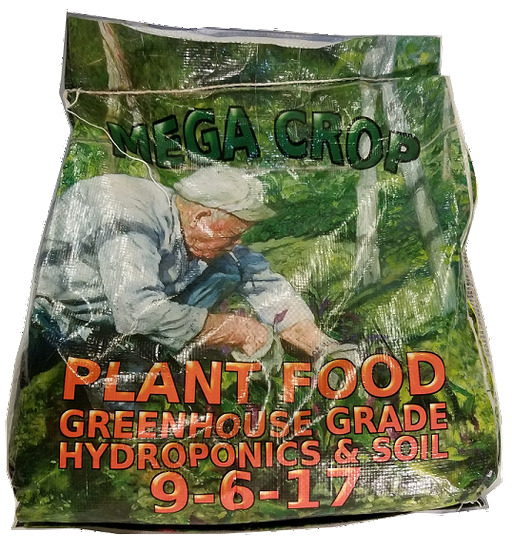 MEGA CROP
PLANT FOOD
GREENHOUSE GRADE
HYDROPONICS & SOIL
9-6-17